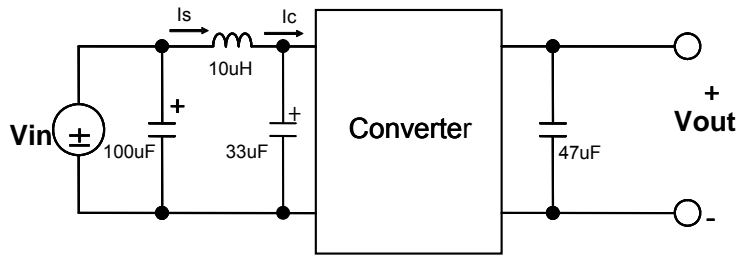 Is
Ic
10uH
+
+
Vin
±
100uF
33uF
Converter
47uF
+
Vout
-